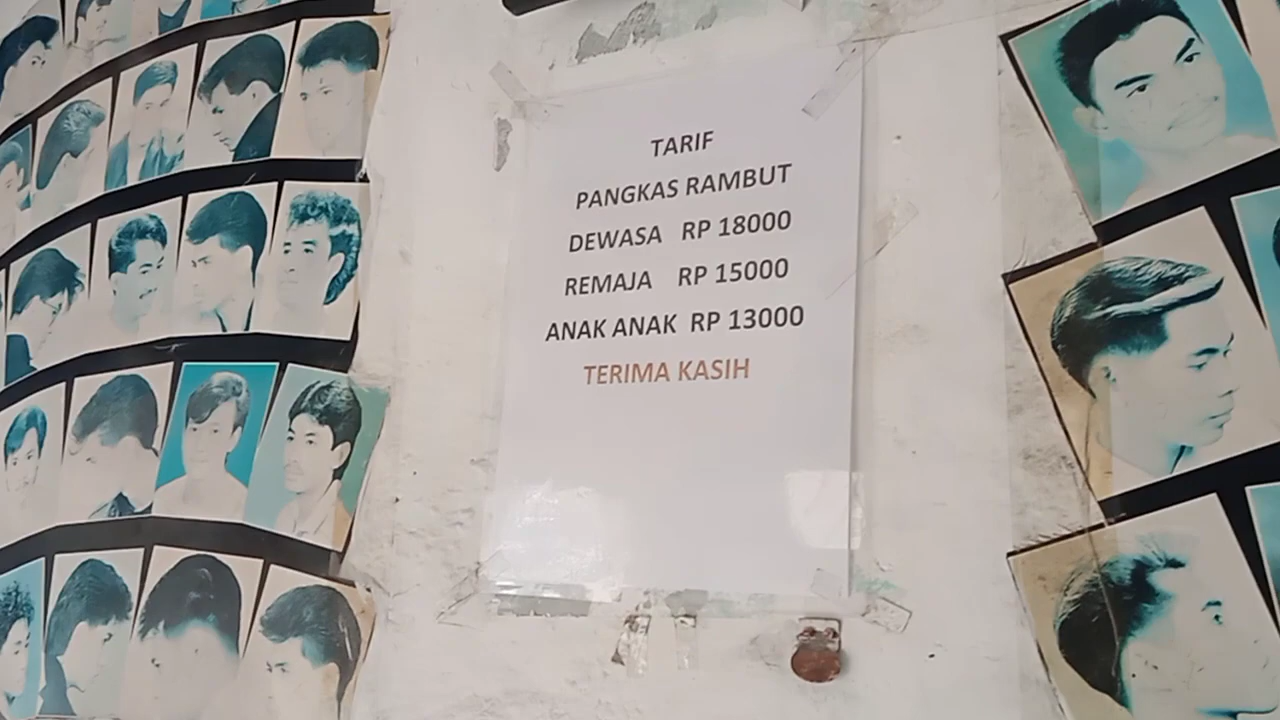 TARIF
PANGKAS RAMBUT
DEWASA RP 18000
REMAJA RP 15000
ANAK ANAK RP 13000
TERIMA KASIH